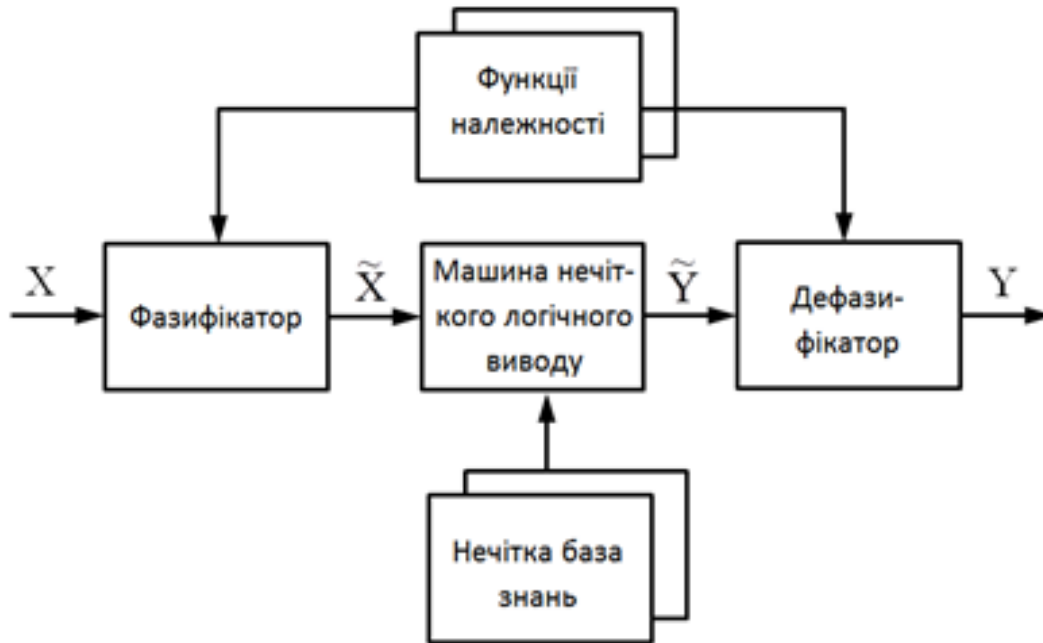 Функції
належності
X
Фазифікатор
X̃
Машина нечіт-
кого логічного
виводу
Ỹ
Дефази-
фікатор
Y
Нечітка база
знань